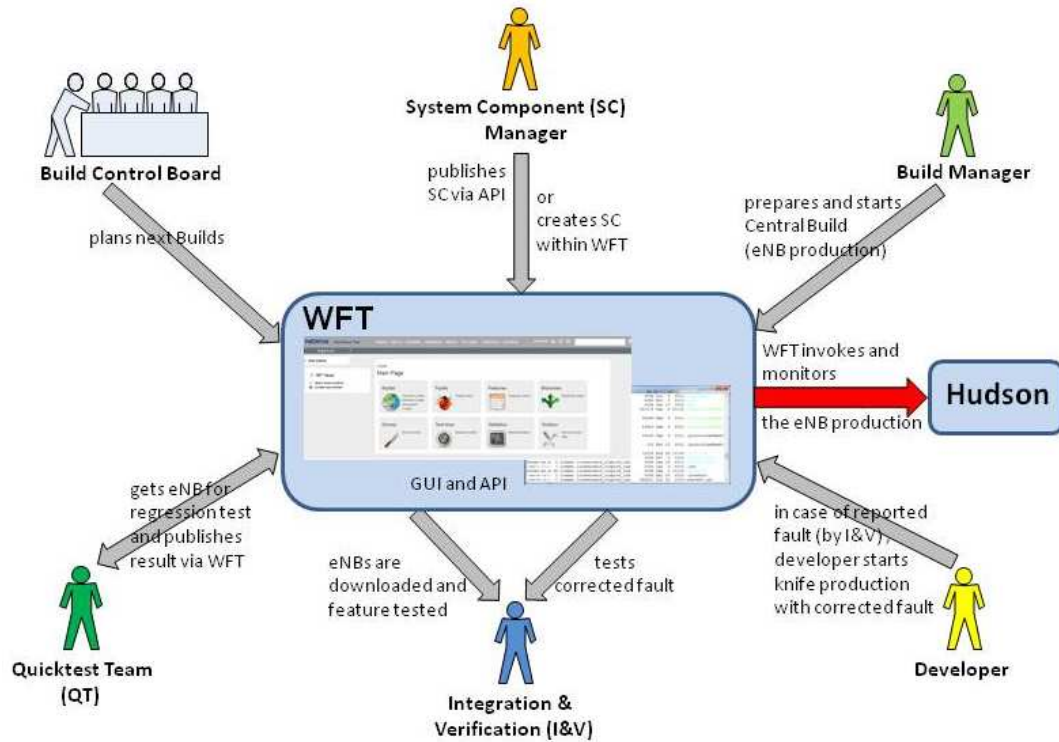 System Component (SC)
Manager
Build Control Board
Build Manager
publishes
SC via API
or
creates SC
within WFT
prepares and starts
Central Build
(eNB production)
plans next Builds
WFT
Main Page
WFT invokes and
monitors
Hudson
the eNB production
GUI and API
gets eNB for
regression test
and publishes
result via WFT
eNBs are
downloaded and
feature tested
tests
corrected fault
in case of reported
fault (by I&V),
developer starts
knife production
with corrected fault
Quicktest Team
(QT)
Integration &
Verification (I&V)
Developer